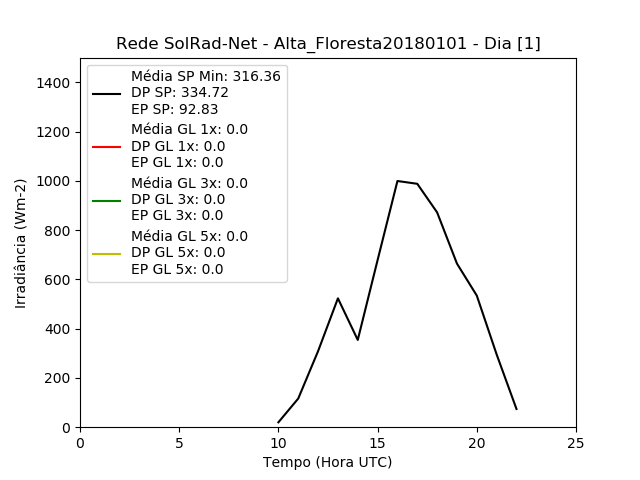 Rede SolRad-Net - Alta_Floresta20180101 - Dia [1]
Média SP Min: 316.36
DP SP: 334.72
EP SP: 92.83
Média GL 1x: 0.0
DP GL 1x: 0.0
EP GL 1x: 0.0
Média GL 3x: 0.0
DP GL 3x: 0.0
EP GL 3x: 0.0
Média GL 5x: 0.0
DP GL 5x: 0.0
EP GL 5x: 0.0
Irradiância (Wm-2)
1400
1200
1000
800
600
400
200
0
0 5 10 15 20 25
Tempo (Hora UTC)